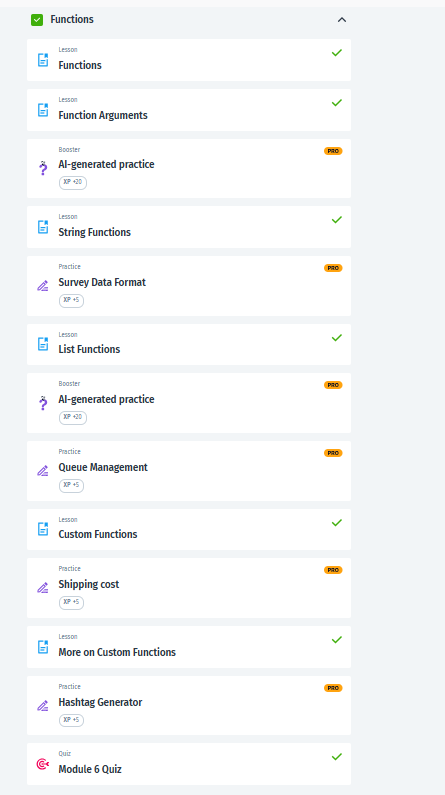 Functions
Lesson
Functions
Lesson
Function Arguments
Booster
PRO
AI-generated practice
XP +20
Lesson
String Functions
Practice
PRO
Survey Data Format
XP +5
Lesson
List Functions
Booster
PRO
AI-generated practice
XP +20
Practice
PRO
Queue Management
XP +5
Lesson
Custom Functions
Practice
PRO
Shipping cost
XP +5
Lesson
More on Custom Functions
Practice
PRO
Hashtag Generator
XP +5
Quiz
Module 6 Quiz